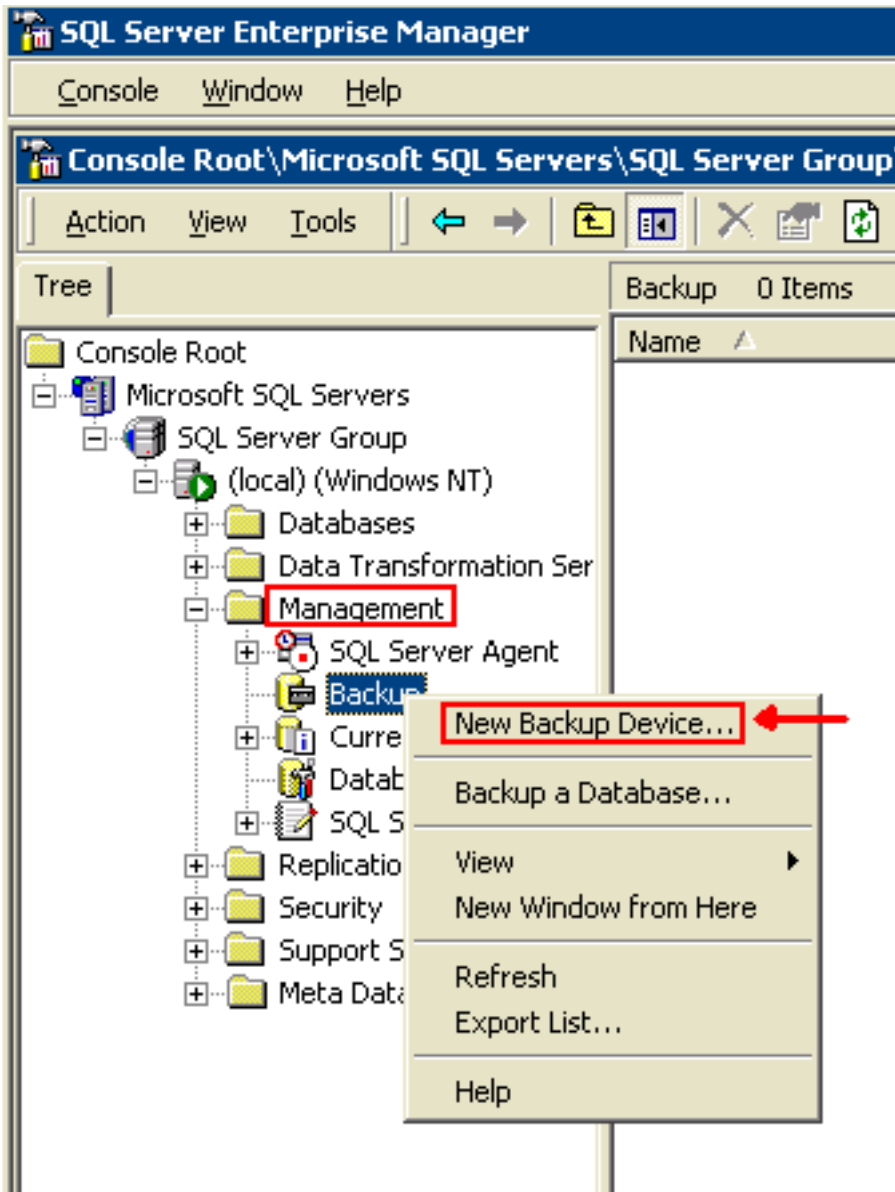 SQL Server Enterprise Manager
Console Window Help
Console Root\Microsoft SQL Servers\SQL Server Group\
Action View Tools
Tree
Backup 0 Items
Name
Console Root
Microsoft SQL Servers
SQL Server Group
(local) (Windows NT)
Databases
Data Transformation Ser
Management
SQL Server Agent
Backup
Curre
Datab
SQL S
Replicatio
Security
Support S
Meta Data
New Backup Device...
Backup a Database...
View
New Window from Here
Refresh
Export List...
Help